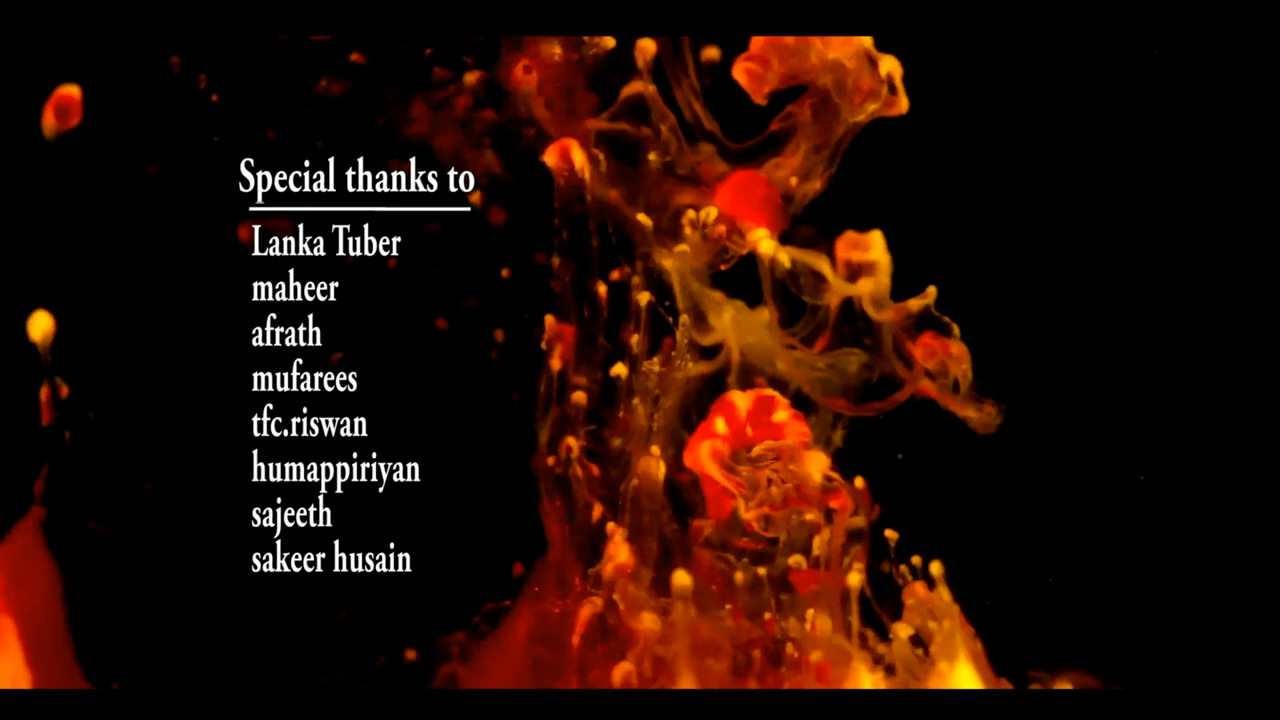 Special thanks to
Lanka Tuber
maheer
afrath
mufarees
tfc.riswan
humappiriyan
sajeeth
sakeer husain